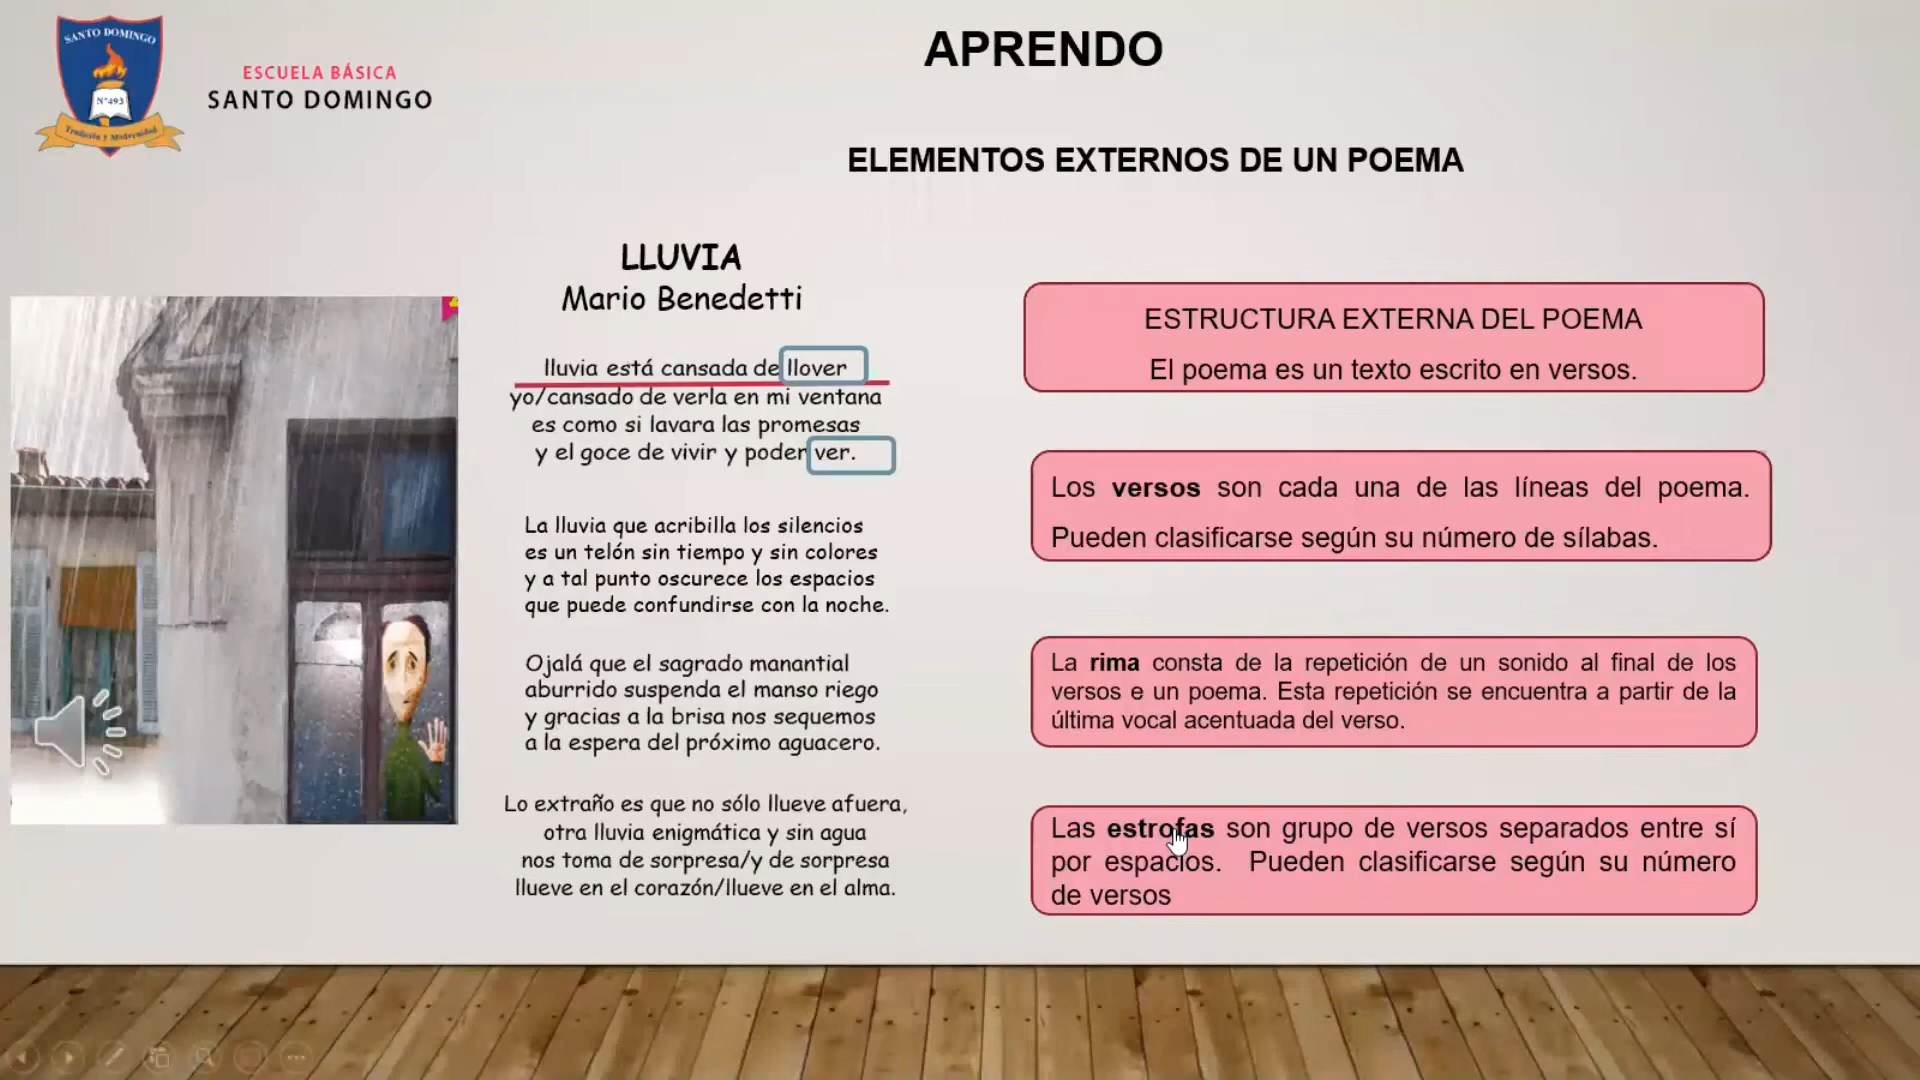 SANTO DOMINGO
N°493
Tradición y Modernidad
ESCUELA BÁSICA
SANTO DOMINGO
APRENDO
ELEMENTOS EXTERNOS DE UN POEMA
LLUVIA
Mario Benedetti
lluvia está cansada de llover
yo/cansado de verla en mi ventana
es como si lavara las promesas
y el goce de vivir y poder ver.
La lluvia que acribilla los silencios
es un telón sin tiempo y sin colores
y a tal punto oscurece los espacios
que puede confundirse con la noche.
Ojalá que el sagrado manantial
aburrido suspenda el manso riego
y gracias a la brisa nos sequemos
a la espera del próximo aguacero.
Lo extraño es que no sólo llueve afuera,
otra lluvia enigmática y sin agua
nos toma de sorpresa/y de sorpresa
llueve en el corazón/llueve en el alma.
ESTRUCTURA EXTERNA DEL POEMA
El poema es un texto escrito en versos.
Los versos son cada una de las líneas del poema.
Pueden clasificarse según su número de sílabas.
La rima consta de la repetición de un sonido al final de los
versos e un poema. Esta repetición se encuentra a partir de la
última vocal acentuada del verso.
Las estrofas son grupo de versos separados entre sí
por espacios. Pueden clasificarse según su número
de versos